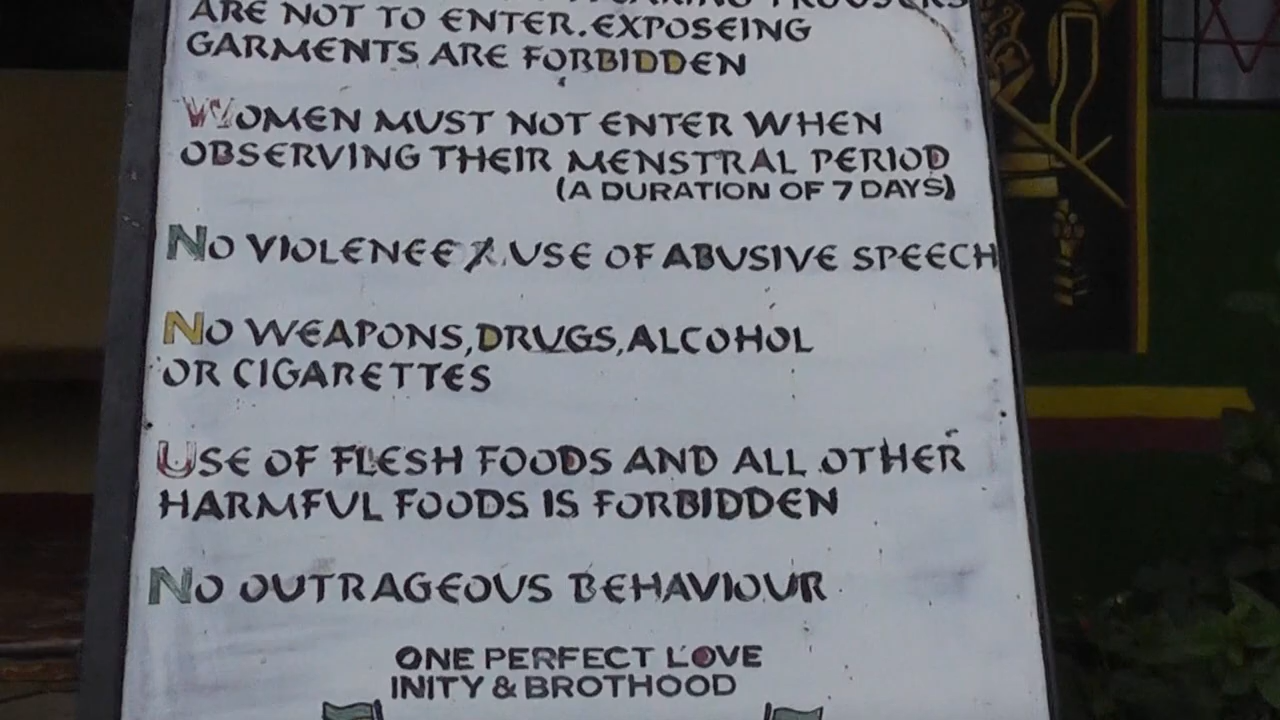 ARE NOT TO ENTER. EXPOSEING
GARMENTS ARE FORBIDDEN
WOMEN MUST NOT ENTER WHEN
OBSERVING THEIR MENSTRAL PERIOD
(A DURATION OF 7 DAYS)
NO VIOLENEE / USE OF ABUSIVE SPEECH
NO WEAPONS, DRUGS, ALCOHOL
OR CIGARETTES
USE OF FLESH FOODS AND ALL OTHER
HARMFUL FOODS IS FORBIDDEN
NO OUTRAGEOUS BEHAVIOUR
ONE PERFECT LOVE
INITY & BROTHOOD